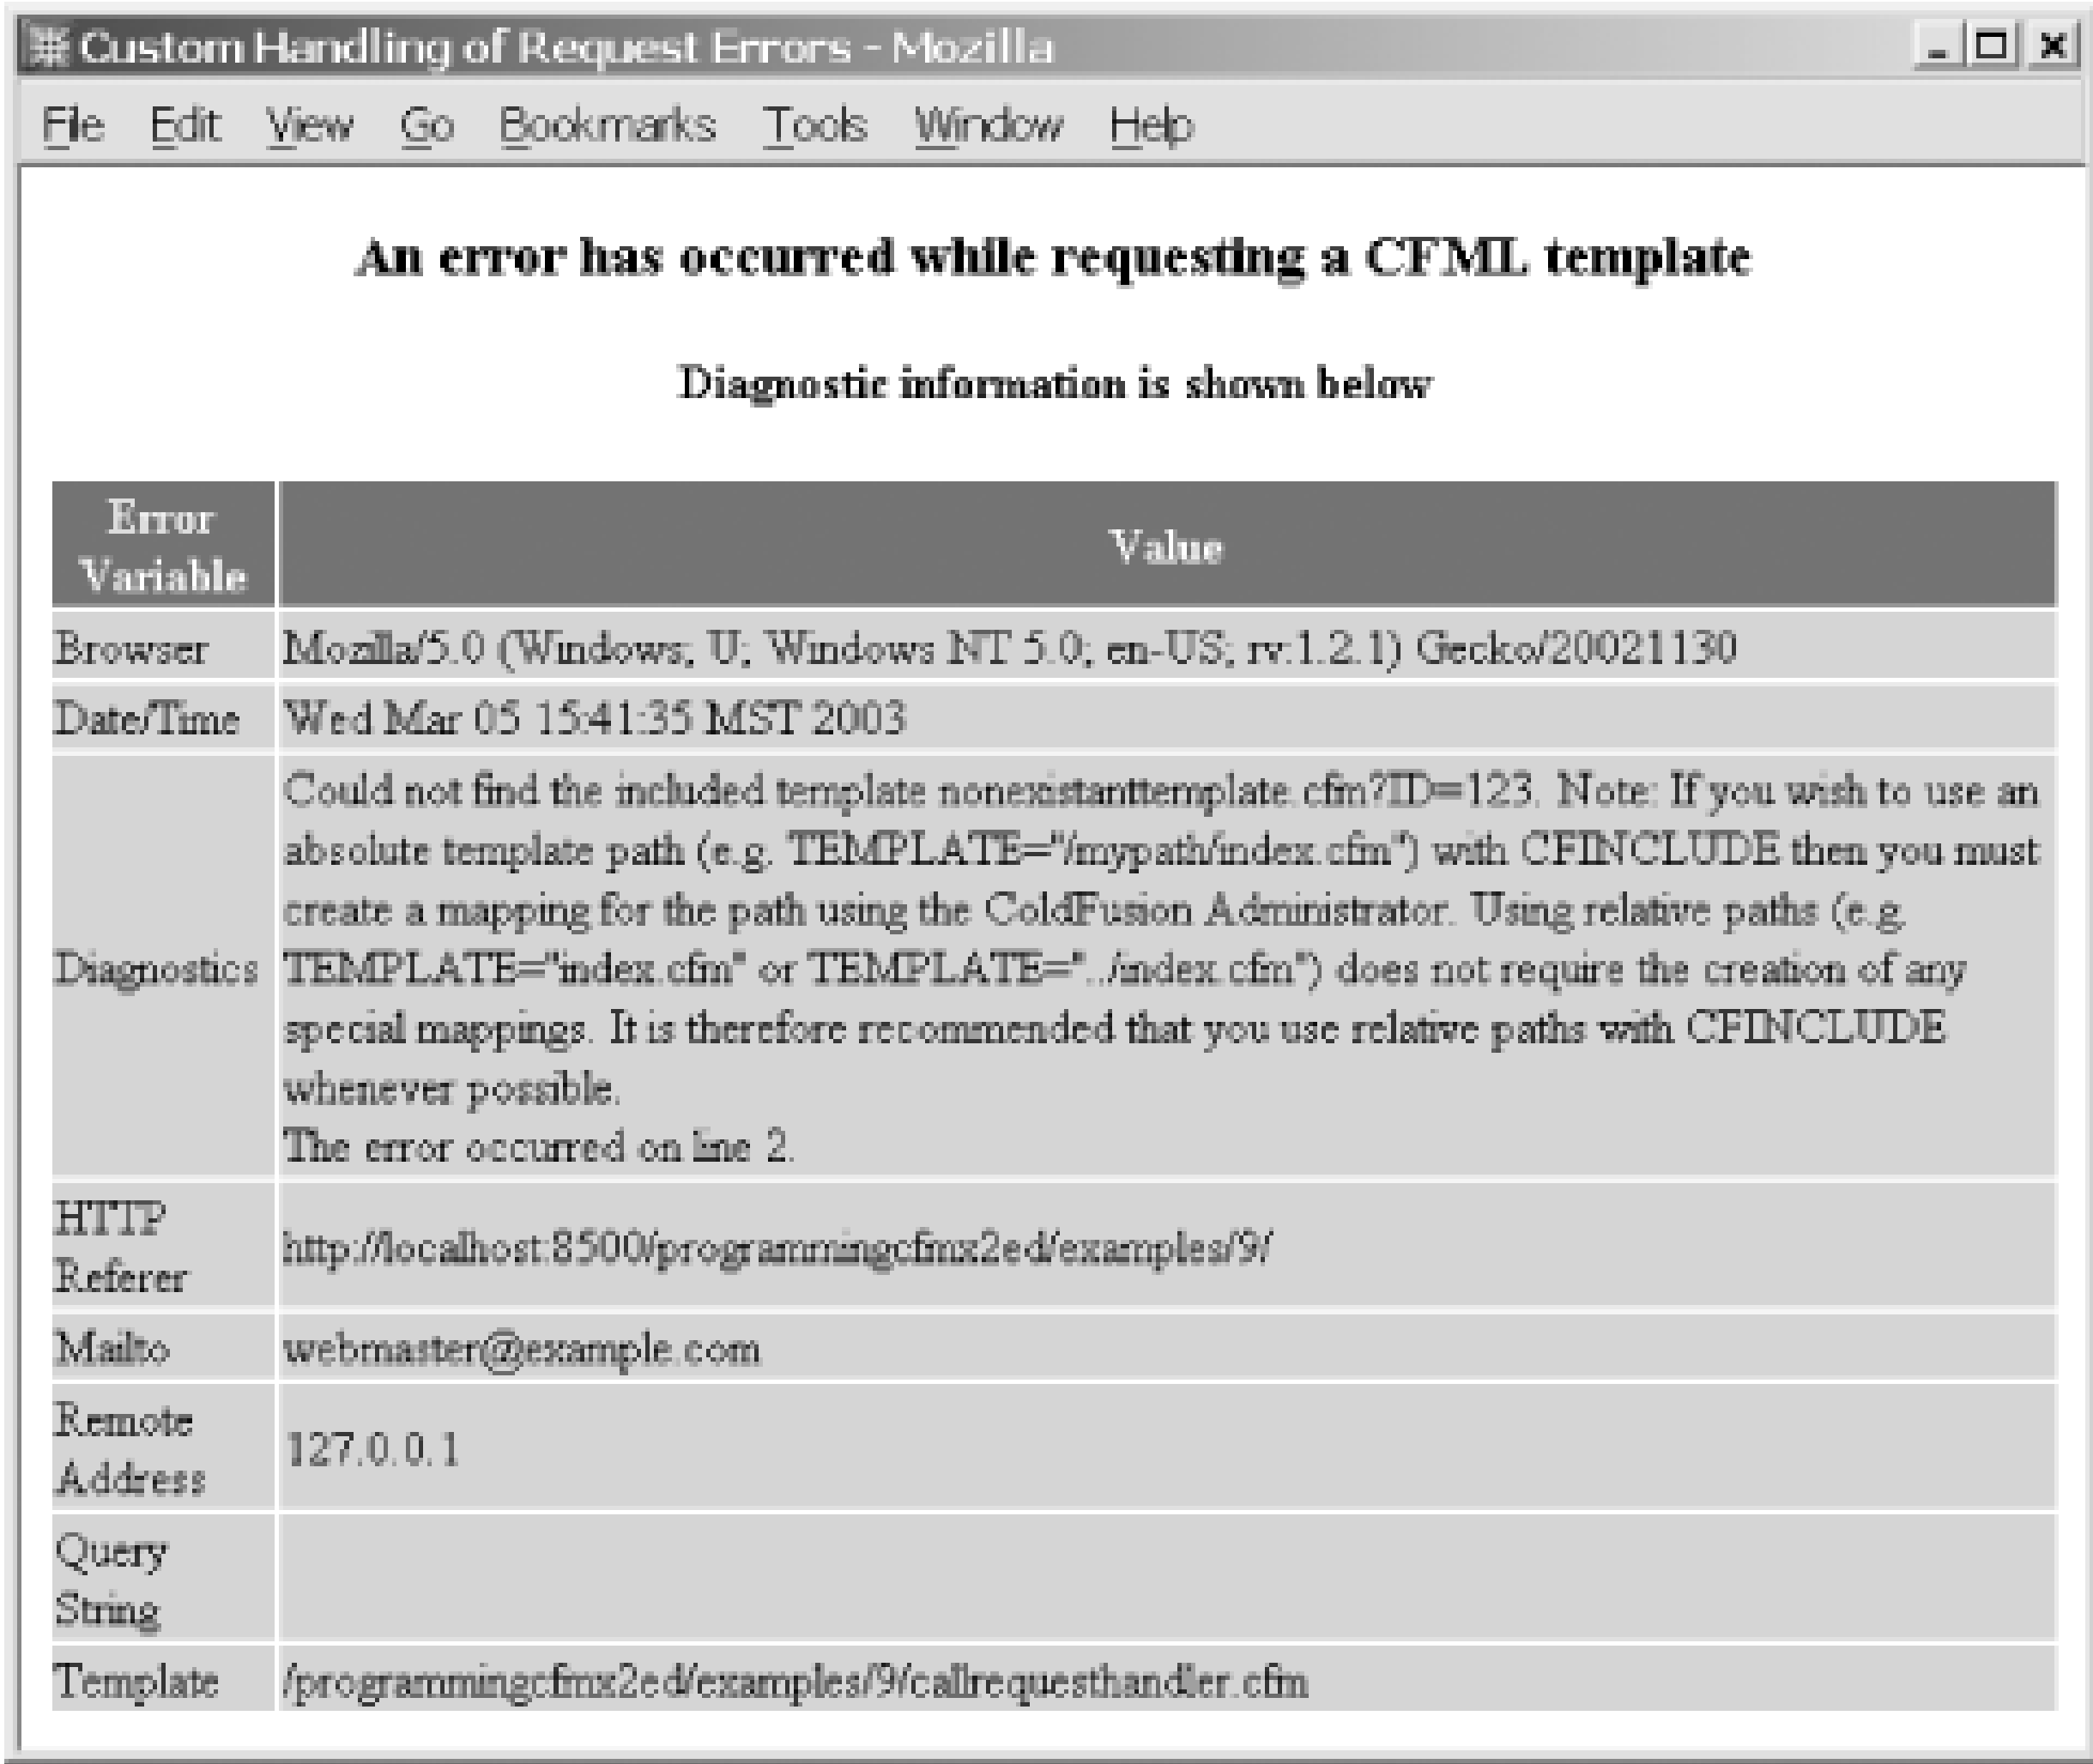 Custom Handling of Request Errors - Mozilla
File Edit View Go Bookmarks Tools Window Help
An error has occurred while requesting a CFML template
Diagnostic information is shown below
Error
Variable
Value
Browser
Mozilla/5.0 (Windows; U; Windows NT 5.0; en-US; rv:1.2.1) Gecko/20021130
Date/Time
Wed Mar 05 15:41:35 MST 2003
Diagnostics
Could not find the included template nonexistanttemplate.cfm?ID=123. Note: If you wish to use an
absolute template path (e.g. TEMPLATE="/mypath/index.cfm") with CFINCLUDE then you must
create a mapping for the path using the ColdFusion Administrator. Using relative paths (e.g.
TEMPLATE="index.cfm" or TEMPLATE="../index.cfm") does not require the creation of any
special mappings. It is therefore recommended that you use relative paths with CFINCLUDE
whenever possible.
The error occurred on line 2.
HTTP
Referer
http://localhost:8500/programmingcfmx2ed/examples/9/
Mailto
webmaster@example.com
Remote
Address
127.0.0.1
Query
String
Template
/programmingcfmx2ed/examples/9/callrequesthandler.cfm